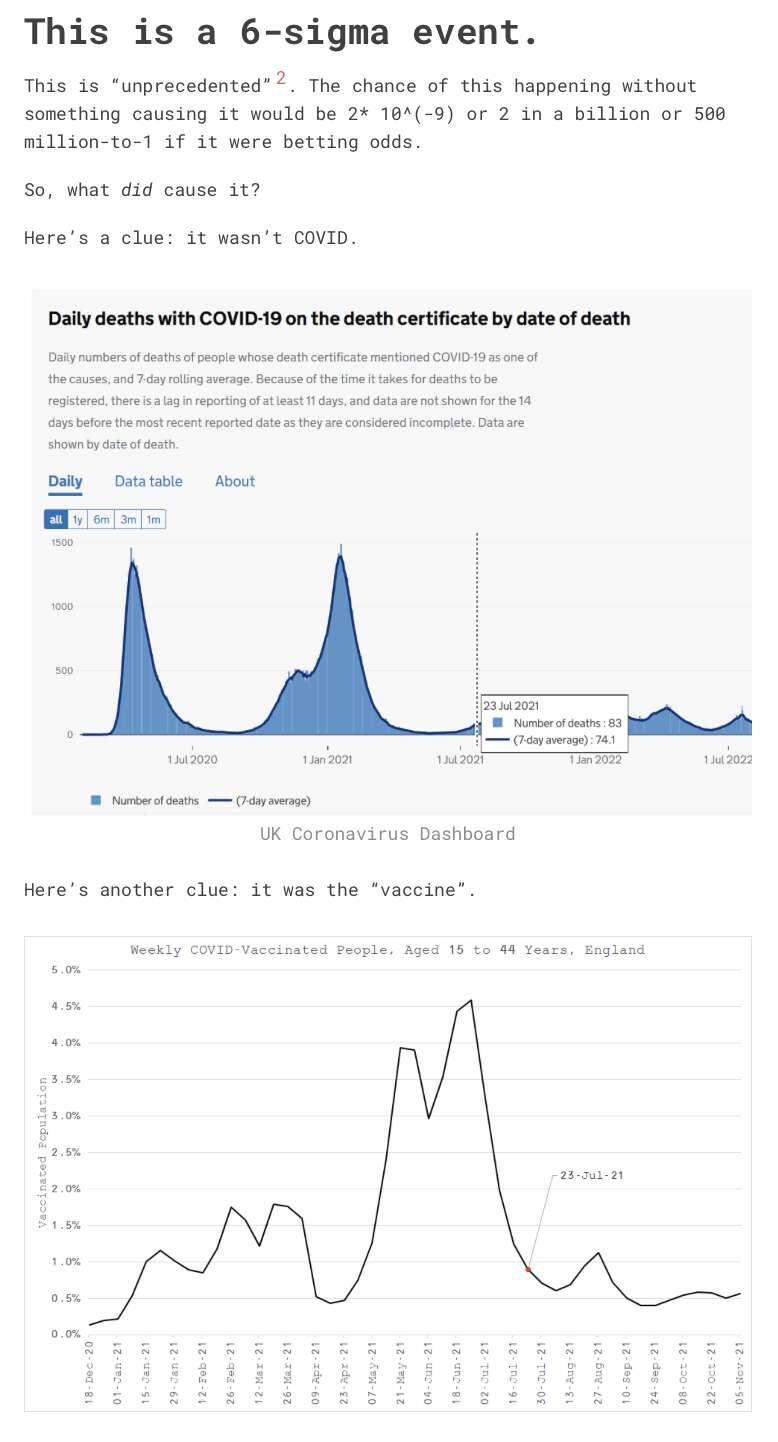 This is a 6-sigma event.
This is “unprecedented” 2. The chance of this happening without
something causing it would be 2* 10^(-9) or 2 in a billion or 500
million-to-1 if it were betting odds.
So, what did cause it?
Here’s a clue: it wasn’t COVID.
Daily deaths with COVID-19 on the death certificate by date of death
Daily numbers of deaths of people whose death certificate mentioned COVID-19 as one of
the causes, and 7-day rolling average. Because of the time it takes for deaths to be
registered, there is a lag in reporting of at least 11 days, and data are not shown for the 14
days before the most recent reported date as they are considered incomplete. Data are
shown by date of death.
Daily Data table About
all 1y 6m 3m 1m
1500
1000
500
0
23 Jul 2021
Number of deaths : 83
(7-day average) : 74.1
1 Jul 2020 1 Jan 2021 1 Jul 2021 1 Jan 2022 1 Jul 2022
Number of deaths (7-day average)
UK Coronavirus Dashboard
Here’s another clue: it was the “vaccine”.
Weekly COVID-Vaccinated People, Aged 15 to 44 Years, England
Vaccinated Population
5.0%
4.5%
4.0%
3.5%
3.0%
2.5%
2.0%
1.5%
1.0%
0.5%
0.0%
23-Jul-21
18-Dec-20
01-Jan-21
15-Jan-21
29-Jan-21
12-Feb-21
26-Feb-21
12-Mar-21
26-Mar-21
09-Apr-21
23-Apr-21
07-May-21
21-May-21
04-Jun-21
18-Jun-21
02-Jul-21
16-Jul-21
30-Jul-21
13-Aug-21
27-Aug-21
10-Sep-21
24-Sep-21
08-Oct-21
22-Oct-21
05-Nov-21